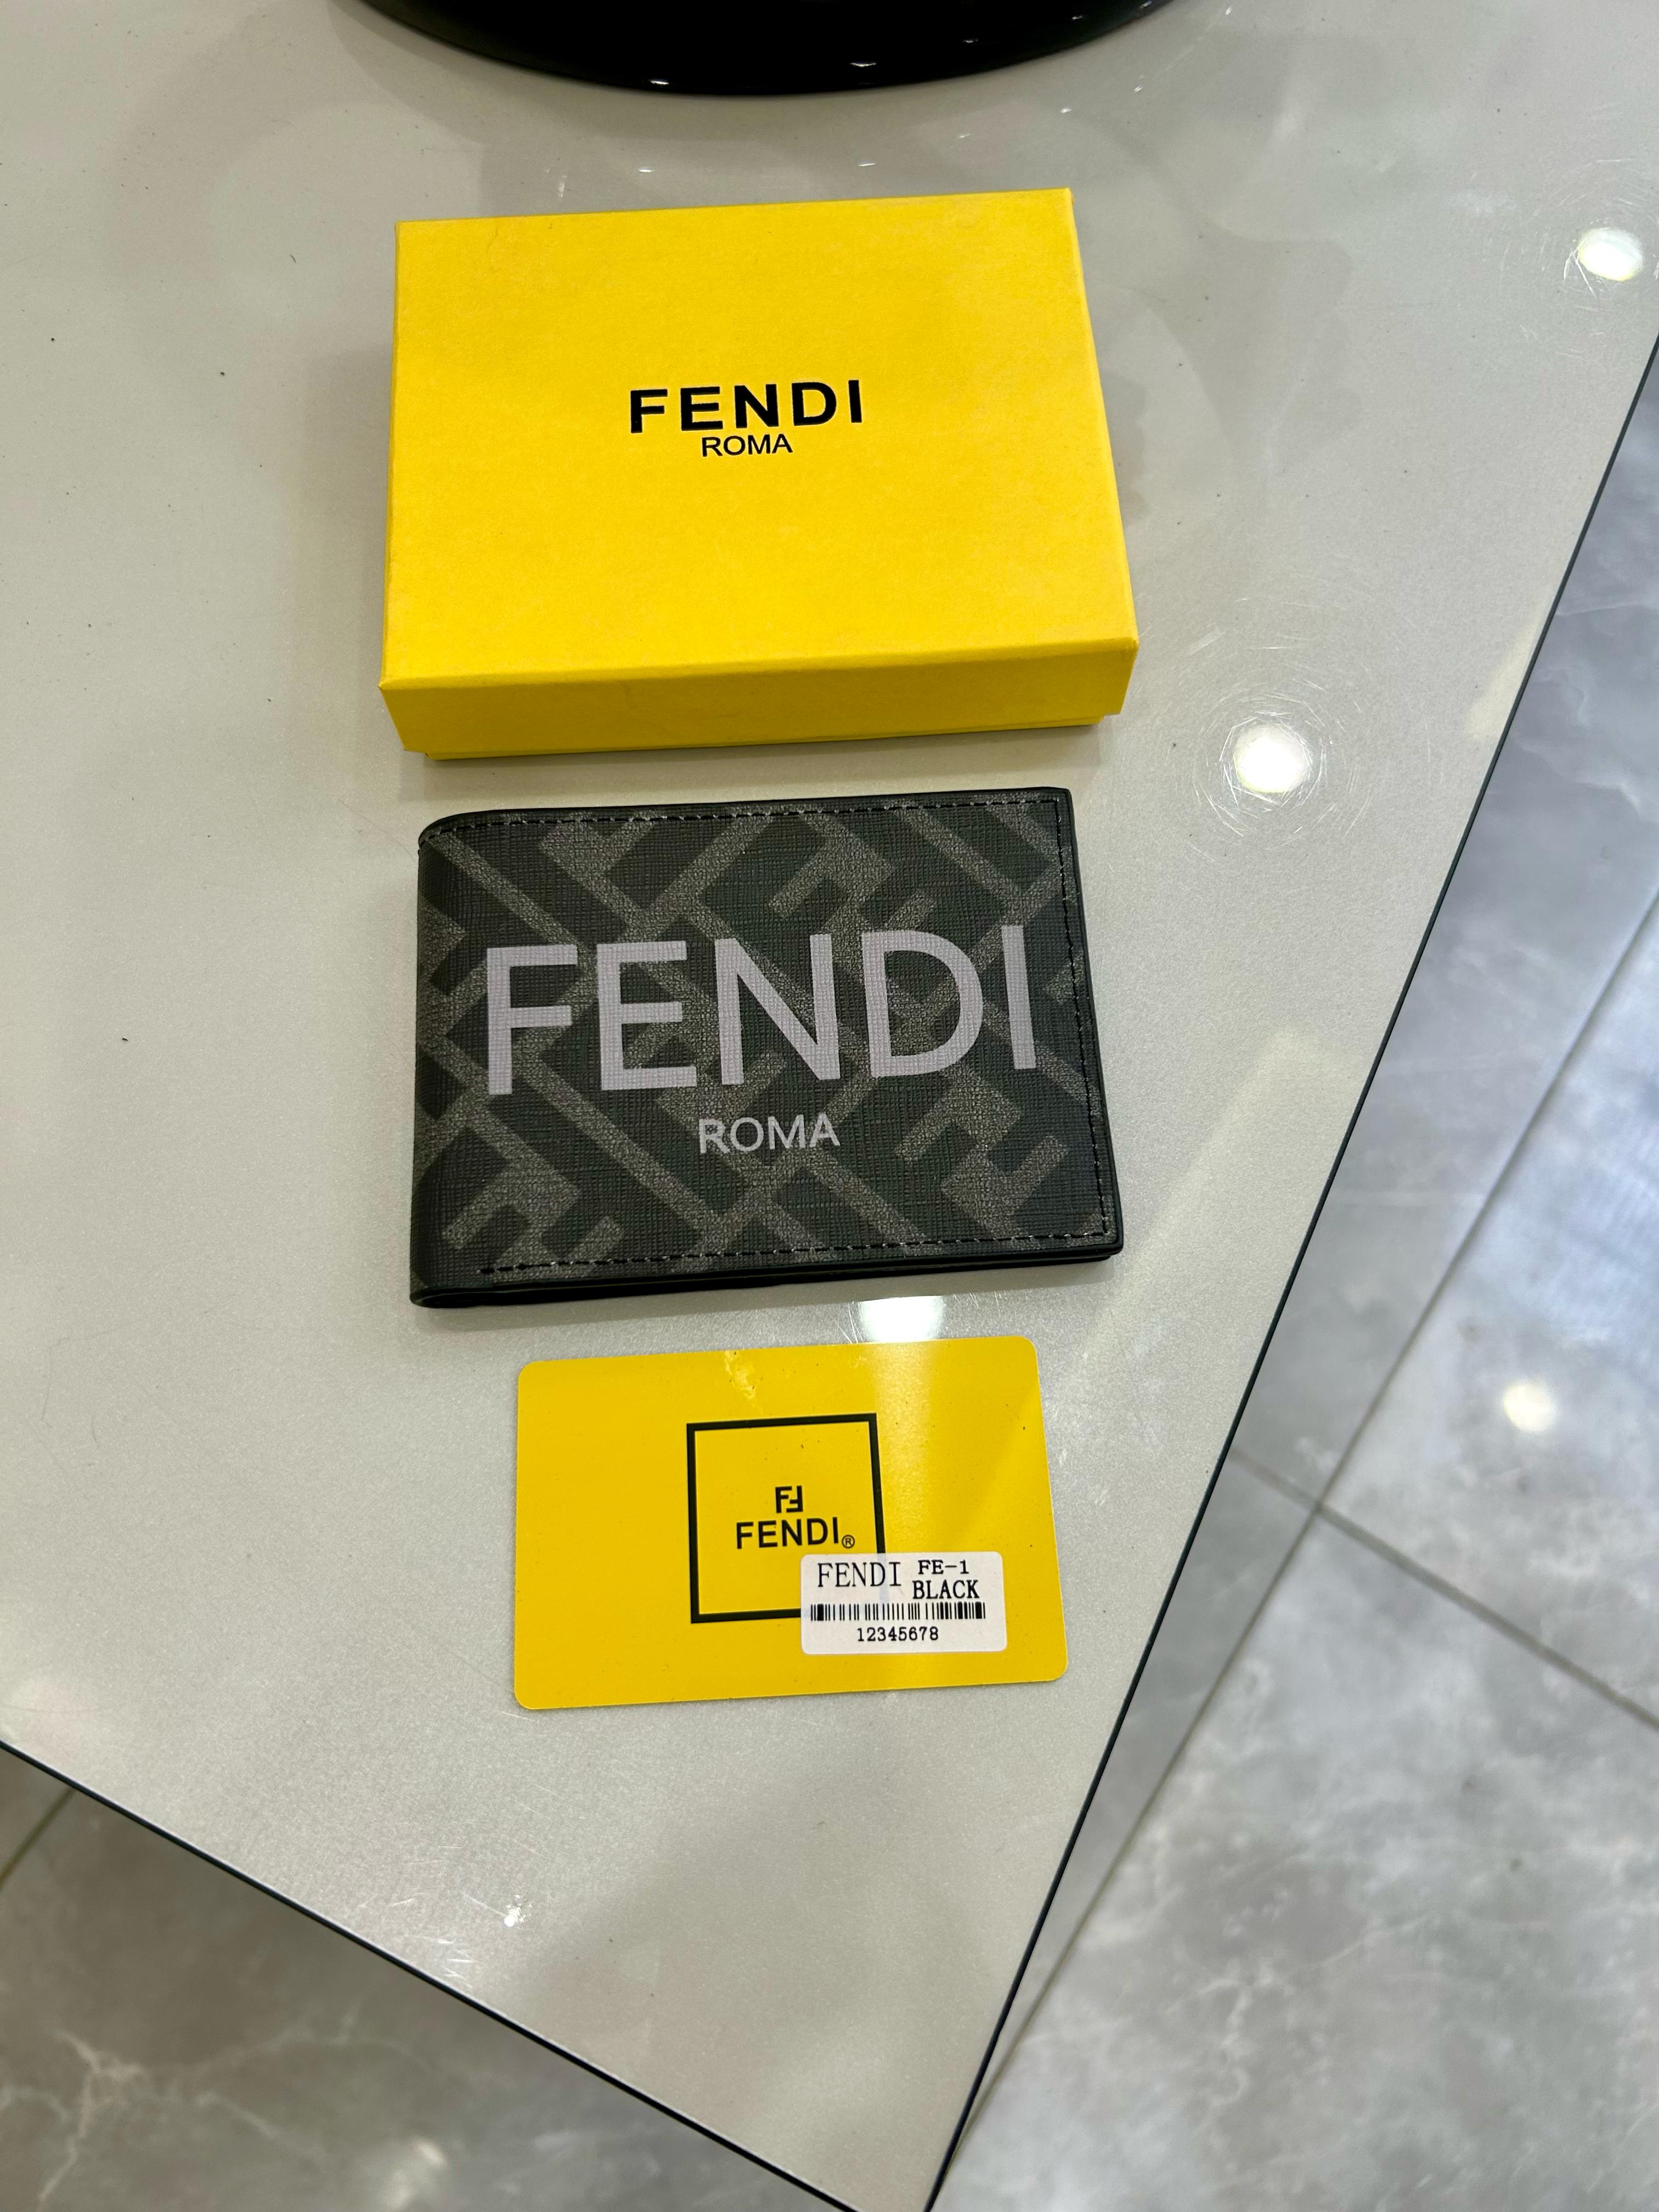 FENDI
ROMA
FENDI
ROMA
FENDI®
FENDI FE-1
BLACK
12345678